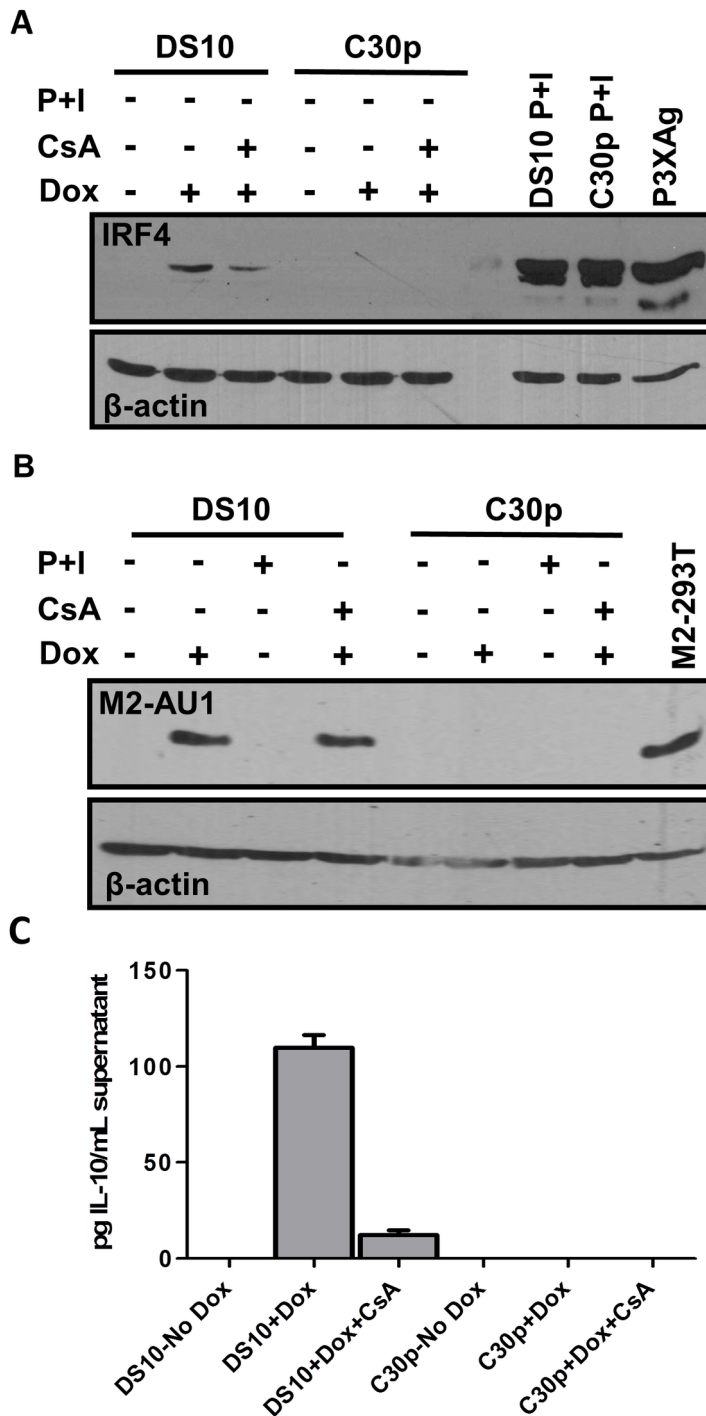 A
DS10 C30p
P+I - - - - - -
CsA - - + - - +
Dox - + + - + +
DS10 P+I
C30p P+I
P3XAg
IRF4
β-actin
B
DS10 C30p
P+I - - + - - - + -
CsA - - - + - - - +
Dox - + - + - + - +
M2-293T
M2-AU1
β-actin
C
pg IL-10/mL supernatant
150
100
50
0
DS10-No Dox
DS10+Dox
DS10+Dox+CsA
C30p-No Dox
C30p+Dox
C30p+Dox+CsA